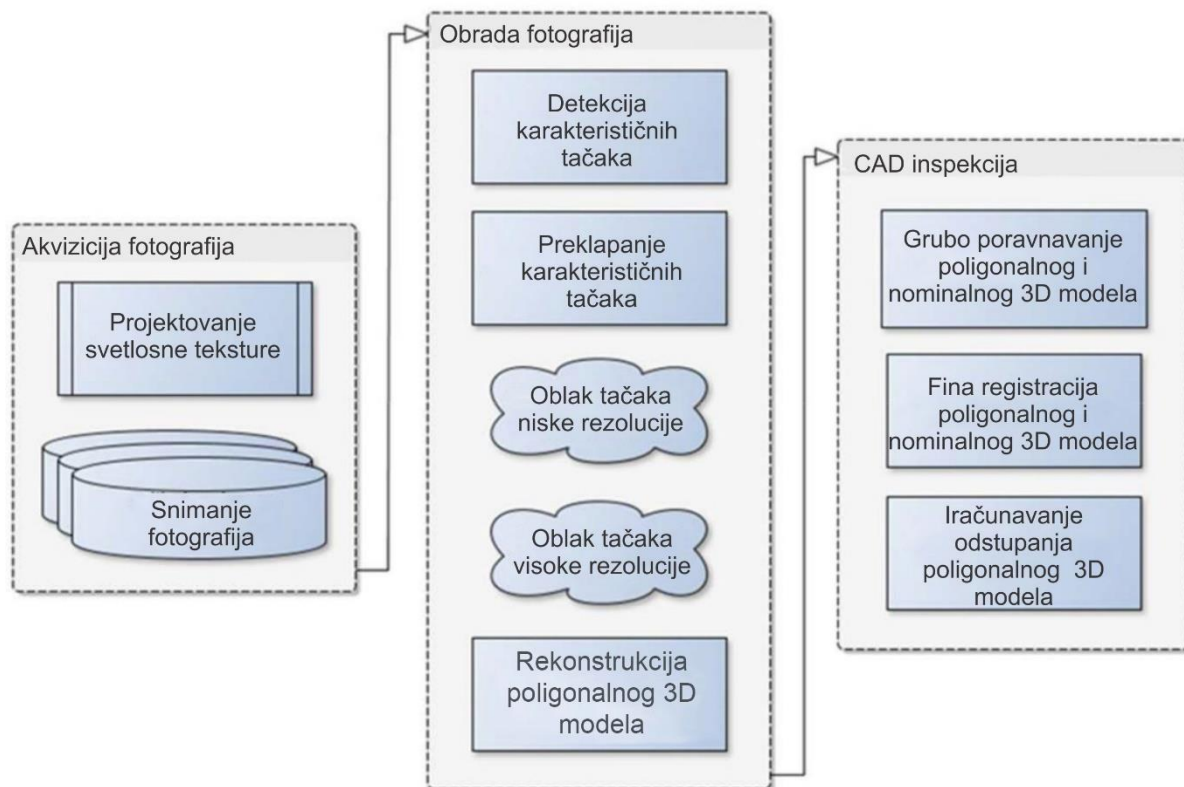 Akvizicija fotografija
Projektovanje
svetlosne teksture
Snimanje
fotografija
Obrada fotografija
Detekcija
karakterističnih
tačaka
Preklapanje
karakterističnih
tačaka
Oblak tačaka
niske rezolucije
Oblak tačaka
visoke rezolucije
Rekonstrukcija
poligonalnog 3D
modela
CAD inspekcija
Grubo poravnavanje
poligonalnog i
nominalnog 3D modela
Fina registracija
poligonalnog i
nominalnog 3D modela
Iračunavanje
odstupanja
poligonalnog 3D
modela